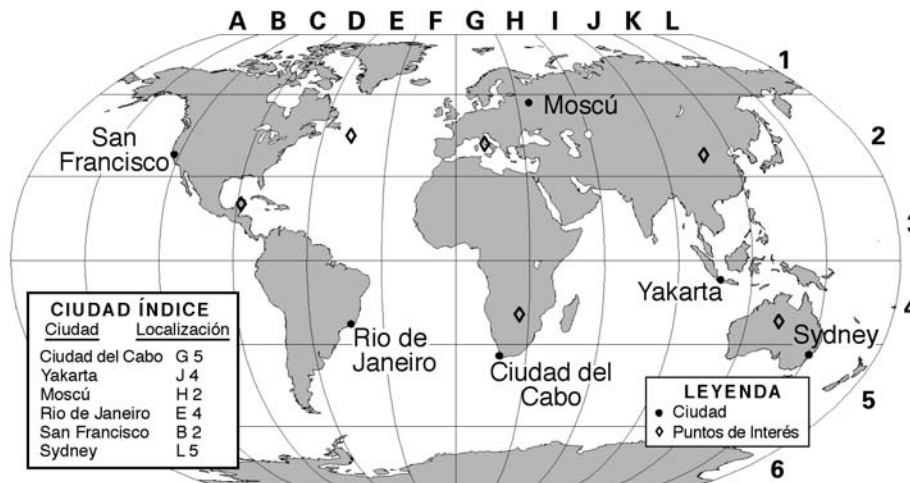 A B C D E F G H I J K L
1
2
3
4
5
6
Moscú
San
Francisco
Yakarta
Sydney
Rio de
Janeiro
Ciudad del
Cabo
CIUDAD ÍNDICE
Ciudad Localización
Ciudad del Cabo G 5
Yakarta J 4
Moscú H 2
Rio de Janeiro E 4
San Francisco B 2
Sydney L 5
LEYENDA
Ciudad
Puntos de Interés